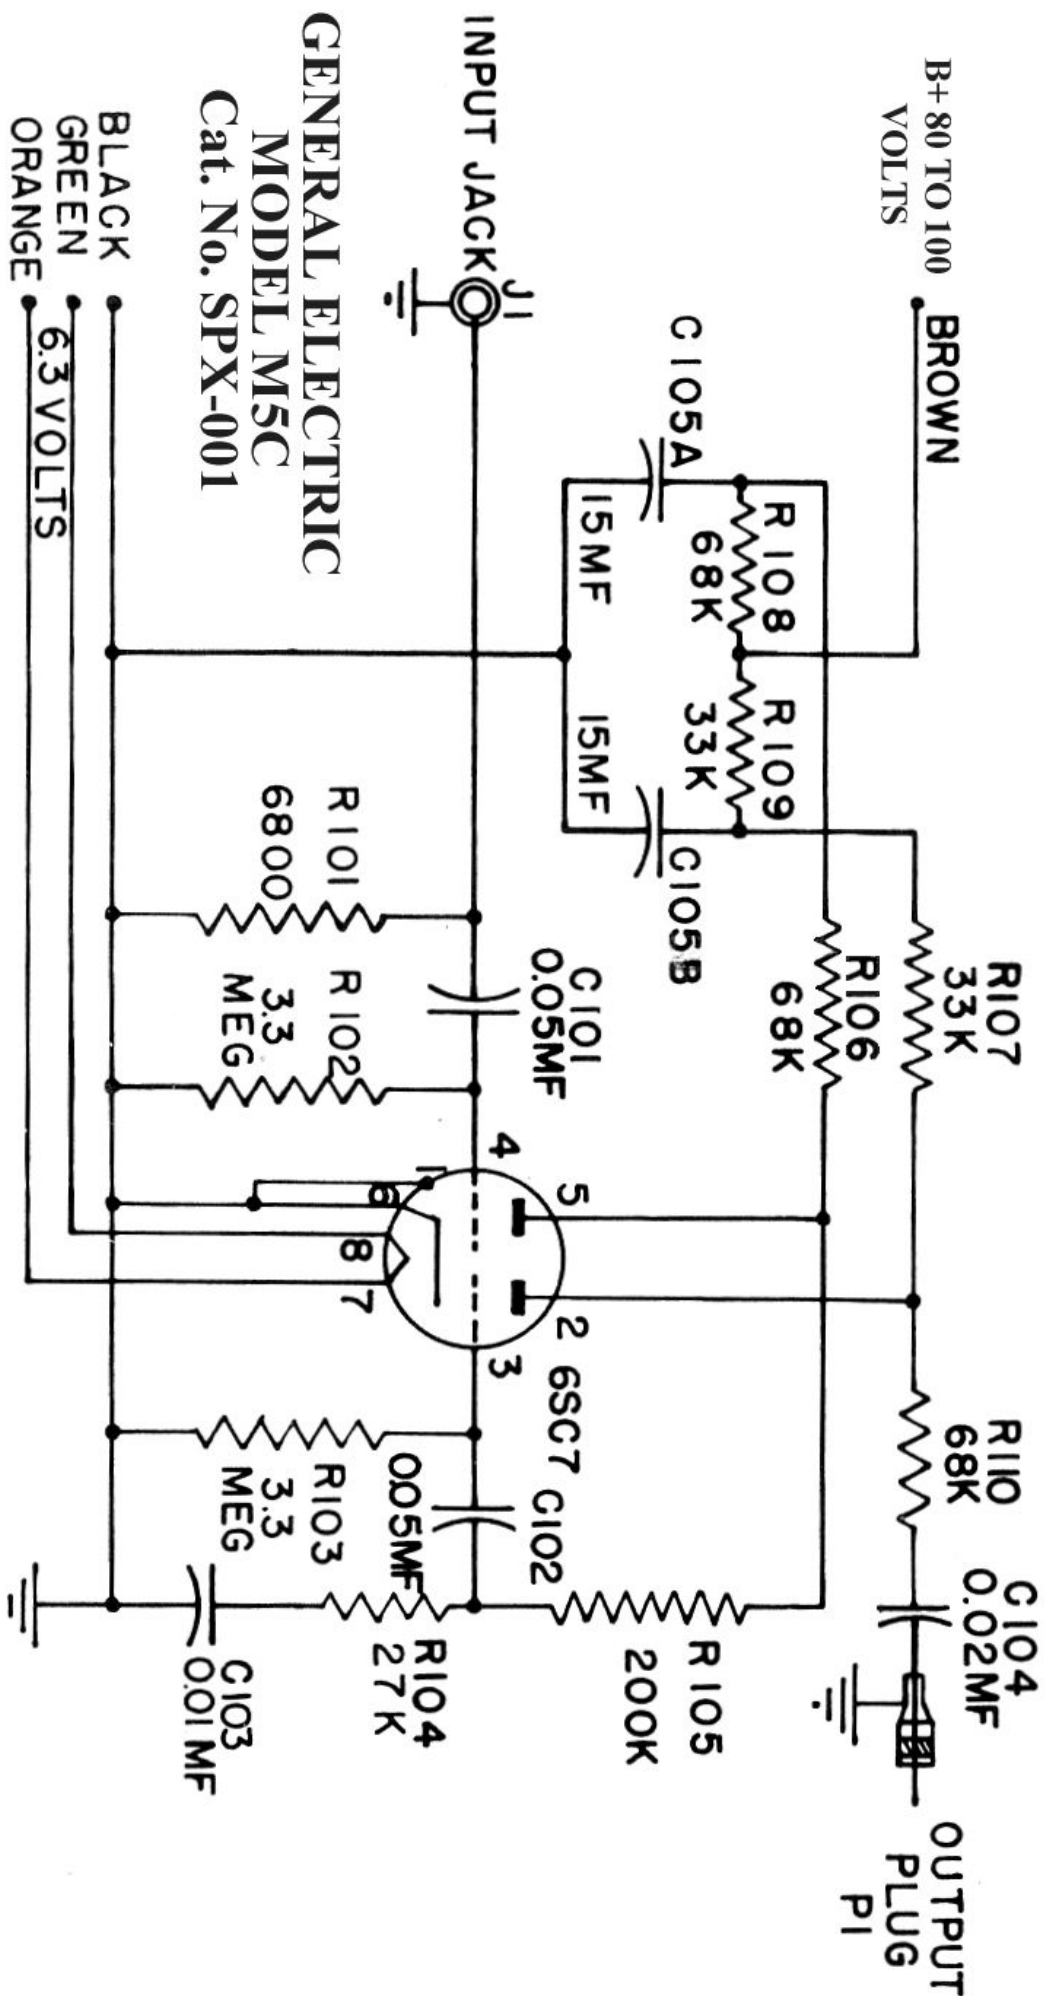 B+ 80 TO 100
VOLTS
BROWN
R107
33K
R110
68K
C104
0.02MF
OUTPUT
PLUG
P1
R108
68K
R109
33K
R106
68K
C105A
15MF
15MF
C105B
R105
200K
INPUT JACK
J1
C101
0.05MF
4
5
2
3
6SC7
C102
0.05MF
1
6
8
7
R101
6800
R102
3.3
MEG
R103
3.3
MEG
R104
27K
C103
0.01MF
GENERAL ELECTRIC
MODEL M5C
Cat. No. SPX-001
BLACK
GREEN
ORANGE
6.3 VOLTS